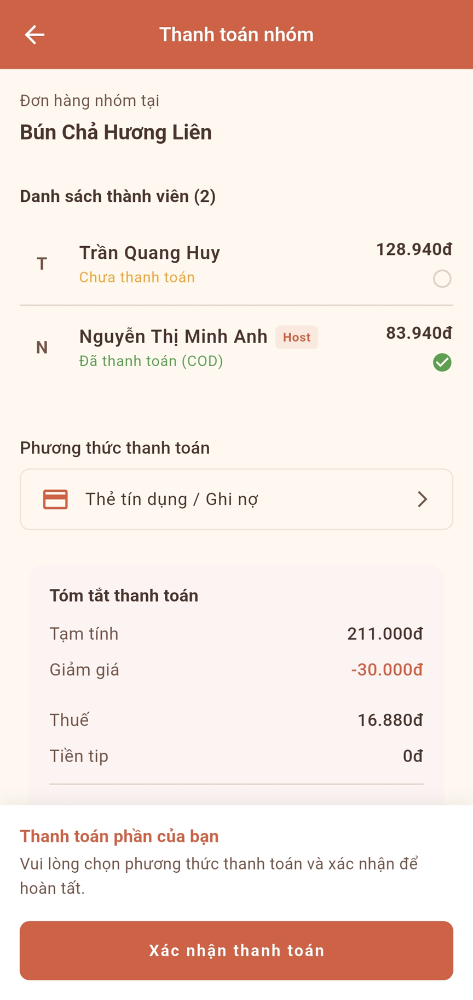 Thanh toán nhóm
Đơn hàng nhóm tại
Bún Chả Hương Liên
Danh sách thành viên (2)
T
Trần Quang Huy
128.940đ
Chưa thanh toán
N
Nguyễn Thị Minh Anh
Host
83.940đ
Đã thanh toán (COD)
Phương thức thanh toán
Thẻ tín dụng / Ghi nợ
Tóm tắt thanh toán
Tạm tính
211.000đ
Giảm giá
-30.000đ
Thuế
16.880đ
Tiền tip
0đ
Thanh toán phần của bạn
Vui lòng chọn phương thức thanh toán và xác nhận để
hoàn tất.
Xác nhận thanh toán